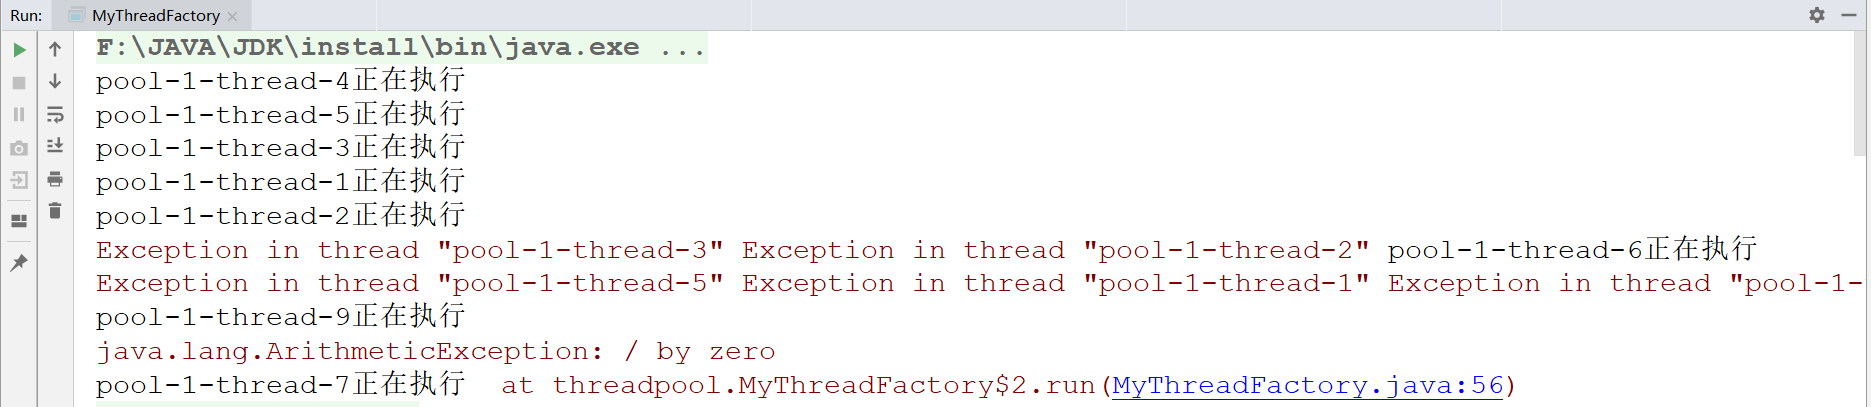 Run: MyThreadFactory
F:\JAVA\JDK\install\bin\java.exe ...
pool-1-thread-4正在执行
pool-1-thread-5正在执行
pool-1-thread-3正在执行
pool-1-thread-1正在执行
pool-1-thread-2正在执行
Exception in thread "pool-1-thread-3" Exception in thread "pool-1-thread-2" pool-1-thread-6正在执行
Exception in thread "pool-1-thread-5" Exception in thread "pool-1-thread-1" Exception in thread "pool-1-
pool-1-thread-9正在执行
java.lang.ArithmeticException: / by zero
pool-1-thread-7正在执行  at threadpool.MyThreadFactory$2.run(MyThreadFactory.java:56)